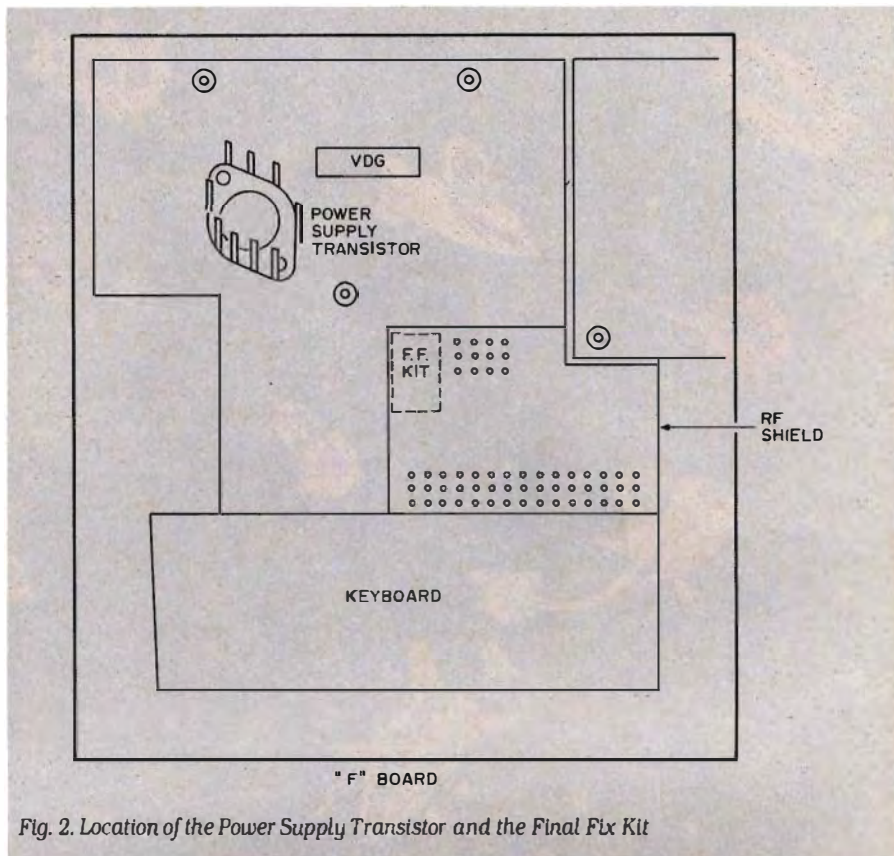 VDG
POWER
SUPPLY
TRANSISTOR
F.F.
KIT
RF
SHIELD
KEYBOARD
"F" BOARD
Fig. 2. Location of the Power Supply Transistor and the Final Fix Kit